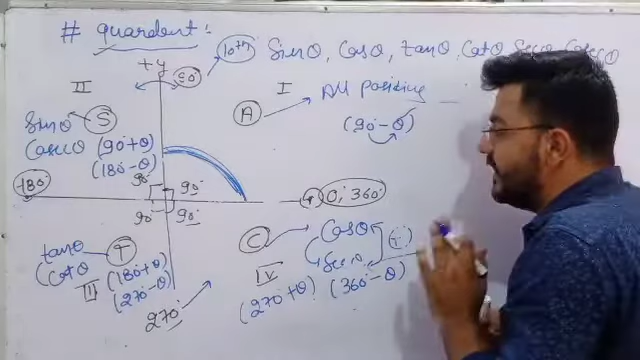 # quardent :
10th sinθ, cosθ, tanθ, cotθ, secθ, cosecθ
+y 90°
II
I
A All positive
(90°-θ)
sinθ S
cosecθ (90°+θ)
(180°-θ)
90° 90°
180° 0°, 360°
90° 90°
tanθ T
cotθ (180°+θ)
III (270°-θ)
270°
C cosθ
secθ (+)
IV
(270°+θ) (360°-θ)